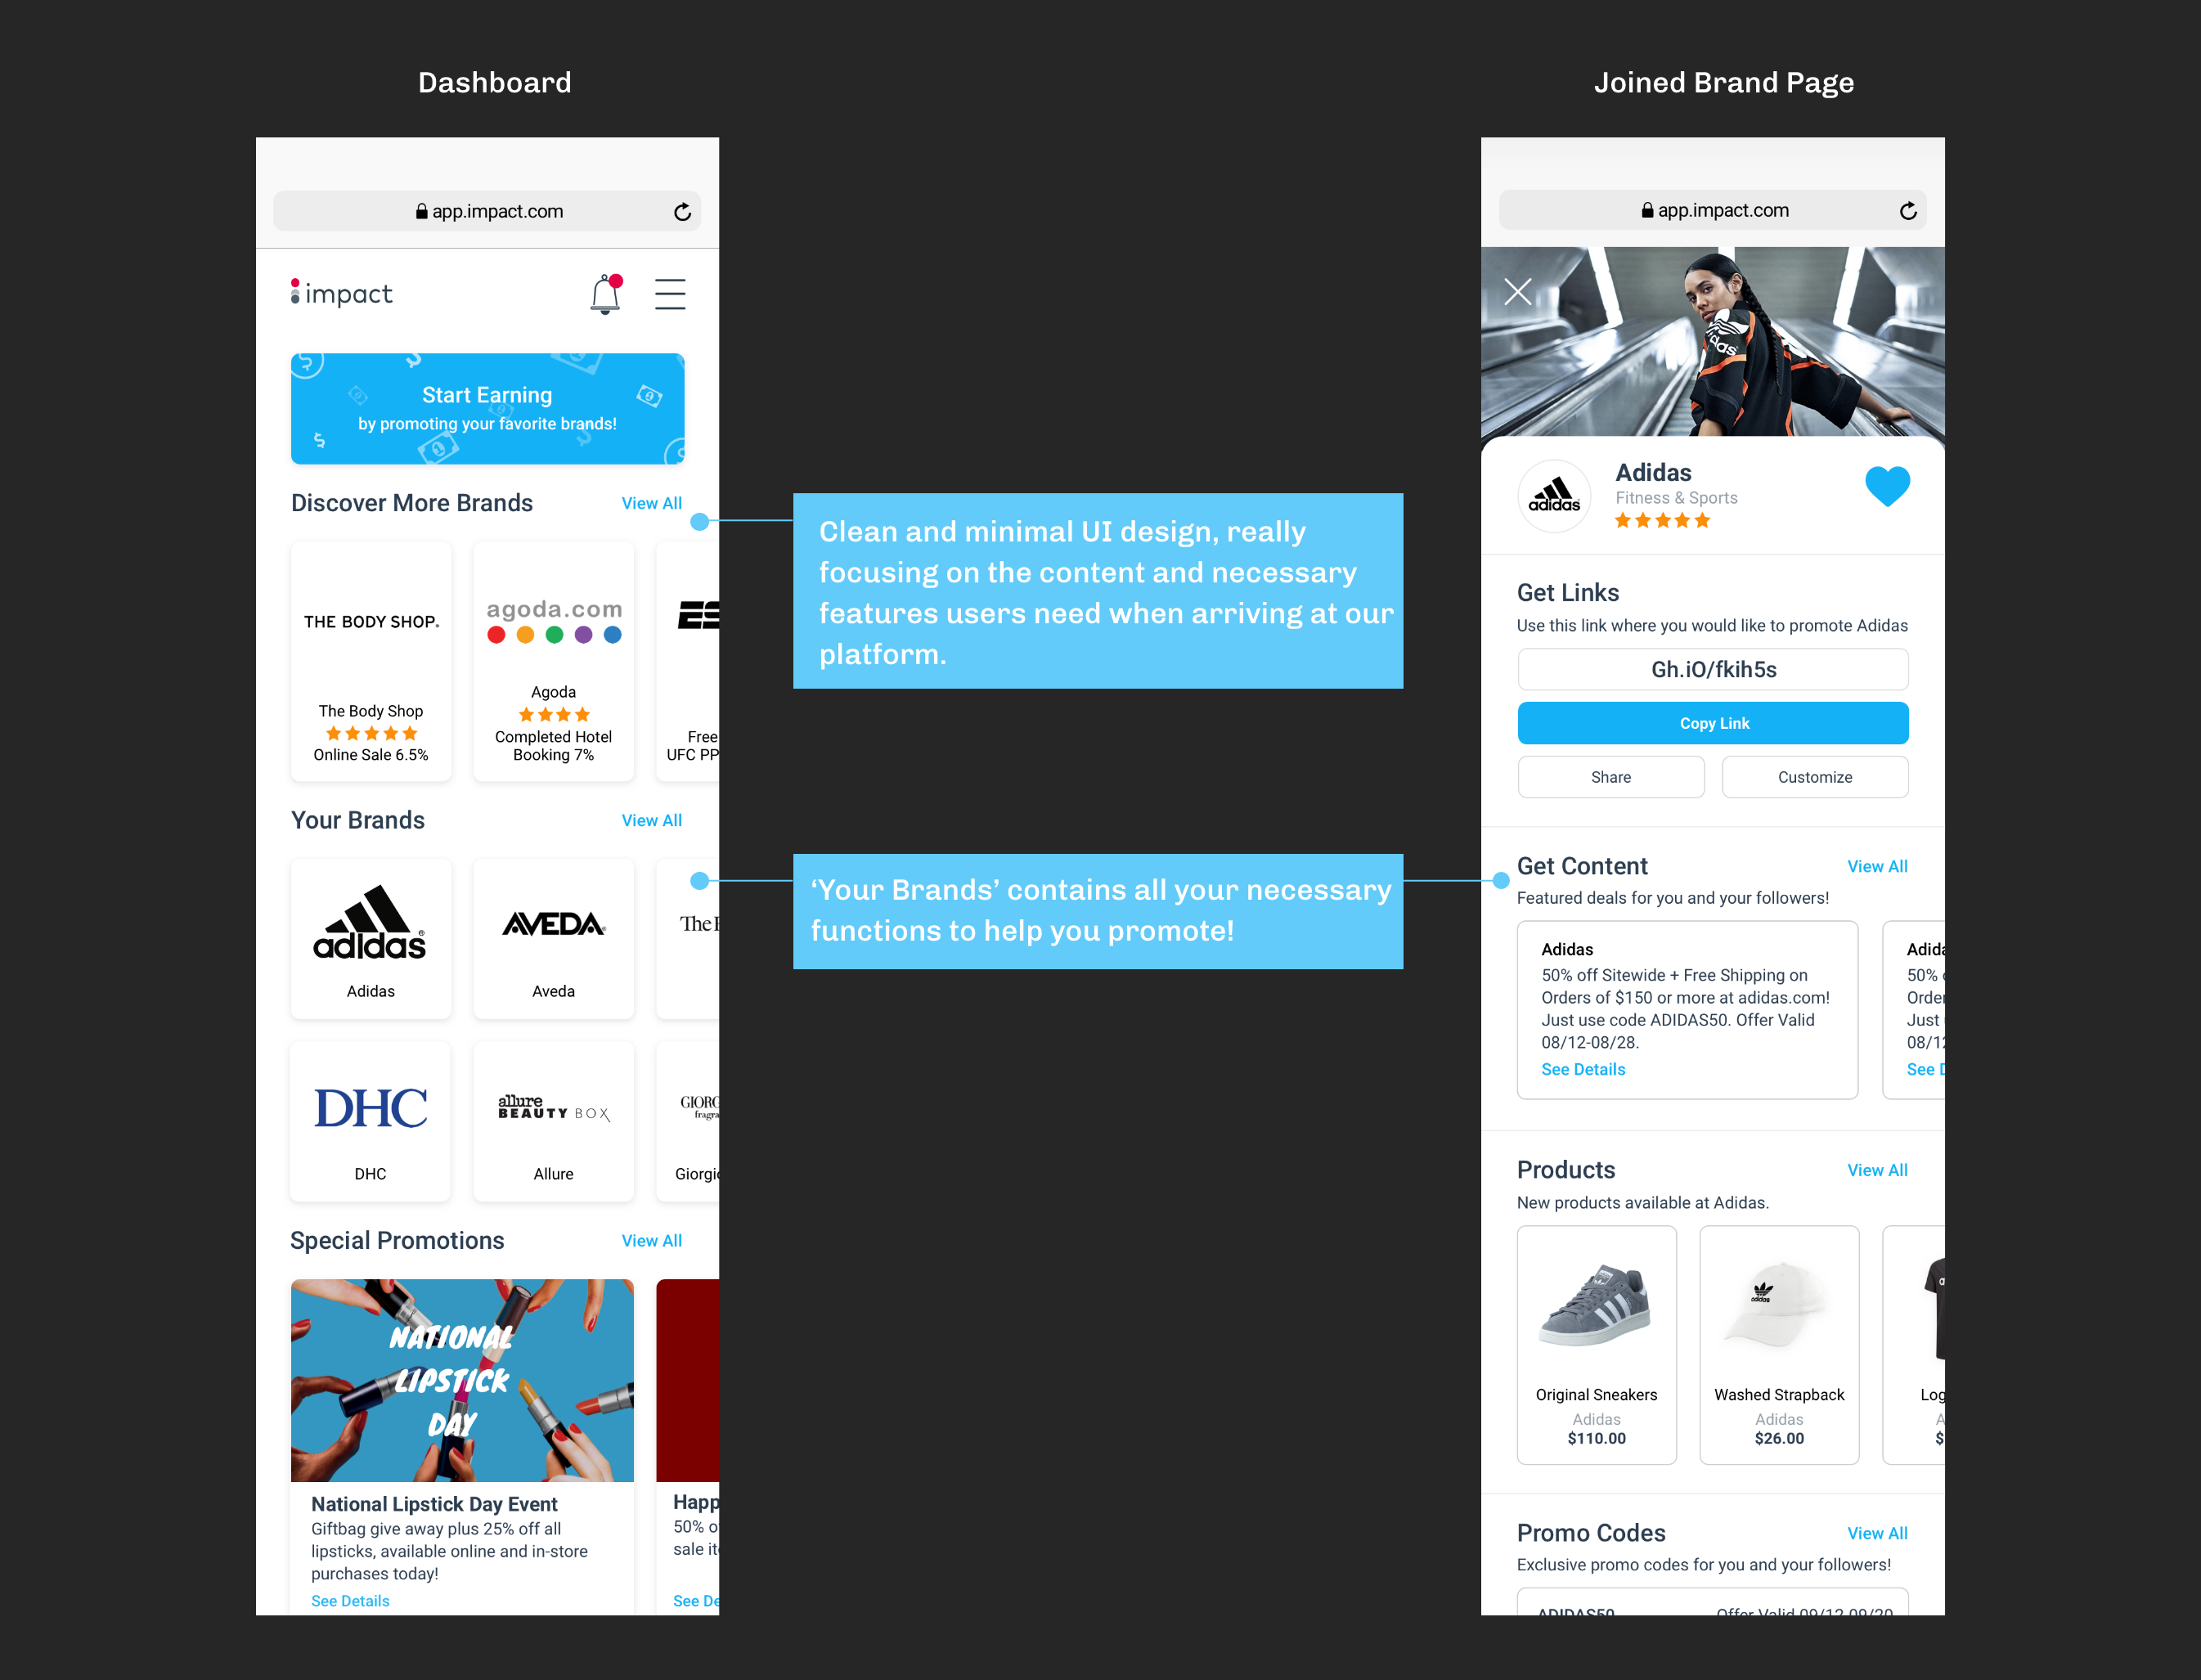 Dashboard
Joined Brand Page
app.impact.com
impact
Start Earning
by promoting your favorite brands!
Discover More Brands
View All
THE BODY SHOP.
The Body Shop
Online Sale 6.5%
agoda.com
Agoda
Completed Hotel
Booking 7%
ES
Free
UFC PP
Your Brands
View All
adidas
Adidas
AVEDA
Aveda
The
DHC
DHC
allure
BEAUTY BOX
Allure
GIORG
fragra
Giorgi
Special Promotions
View All
NATIONAL
LIPSTICK
DAY
National Lipstick Day Event
Giftbag give away plus 25% off all
lipsticks, available online and in-store
purchases today!
See Details
Happ
50% o
sale it
See De
Clean and minimal UI design, really
focusing on the content and necessary
features users need when arriving at our
platform.
‘Your Brands’ contains all your necessary
functions to help you promote!
app.impact.com
adidas
Adidas
Fitness & Sports
Get Links
Use this link where you would like to promote Adidas
Gh.iO/fkih5s
Copy Link
Share
Customize
Get Content
View All
Featured deals for you and your followers!
Adidas
50% off Sitewide + Free Shipping on
Orders of $150 or more at adidas.com!
Just use code ADIDAS50. Offer Valid
08/12-08/28.
See Details
Adida
50%
Order
Just
08/12
See D
Products
View All
New products available at Adidas.
Original Sneakers
Adidas
$110.00
adidas
Washed Strapback
Adidas
$26.00
Log
A
$
Promo Codes
View All
Exclusive promo codes for you and your followers!
ADIDAS50
Offer Valid 09/12-09/20